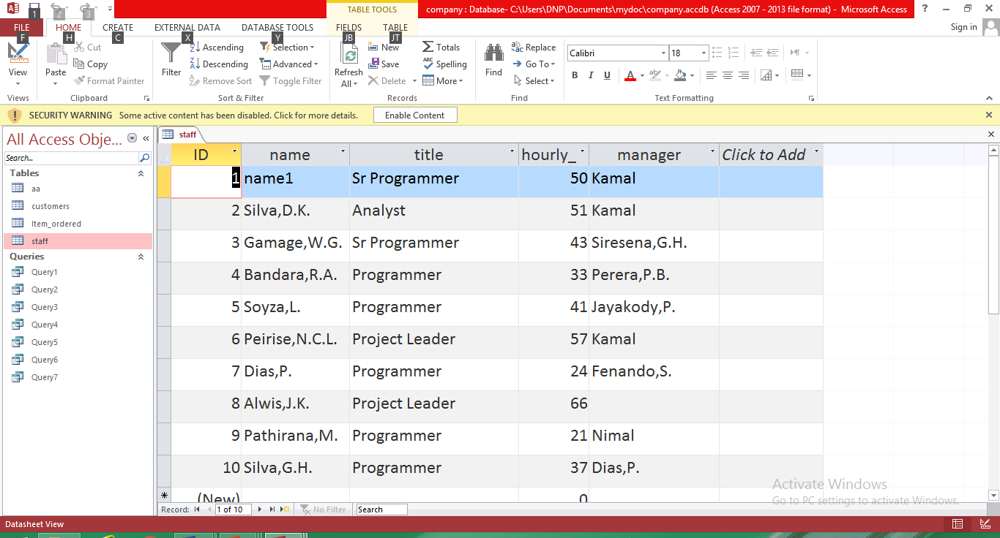 TABLE TOOLS
company : Database- C:\Users\DNP\Documents\mydoc\company.accdb (Access 2007 - 2013 file format) - Microsoft Access
1 2 3
FILE HOME CREATE EXTERNAL DATA DATABASE TOOLS FIELDS TABLE Sign in
F H C X Y JB JT
View
Views
Paste
Cut
Copy
Format Painter
Clipboard
Filter
Ascending
Descending
Remove Sort
Selection
Advanced
Toggle Filter
Sort & Filter
Refresh
All
New
Save
Delete
Totals
Spelling
More
Records
Find
Replace
Go To
Select
Find
Calibri 18
B I U A
Text Formatting
SECURITY WARNING Some active content has been disabled. Click for more details. Enable Content
All Access Obje...
Search...
Tables
aa
customers
Item_ordered
staff
Queries
Query1
Query2
Query3
Query4
Query5
Query6
Query7
staff
ID name title hourly_ manager Click to Add
1 name1 Sr Programmer 50 Kamal
2 Silva,D.K. Analyst 51 Kamal
3 Gamage,W.G. Sr Programmer 43 Siresena,G.H.
4 Bandara,R.A. Programmer 33 Perera,P.B.
5 Soyza,L. Programmer 41 Jayakody,P.
6 Peirise,N.C.L. Project Leader 57 Kamal
7 Dias,P. Programmer 24 Fenando,S.
8 Alwis,J.K. Project Leader 66
9 Pathirana,M. Programmer 21 Nimal
10 Silva,G.H. Programmer 37 Dias,P.
* (New) 0
Activate Windows
Go to PC settings to activate Windows.
Record: 1 of 10 No Filter Search
Datasheet View